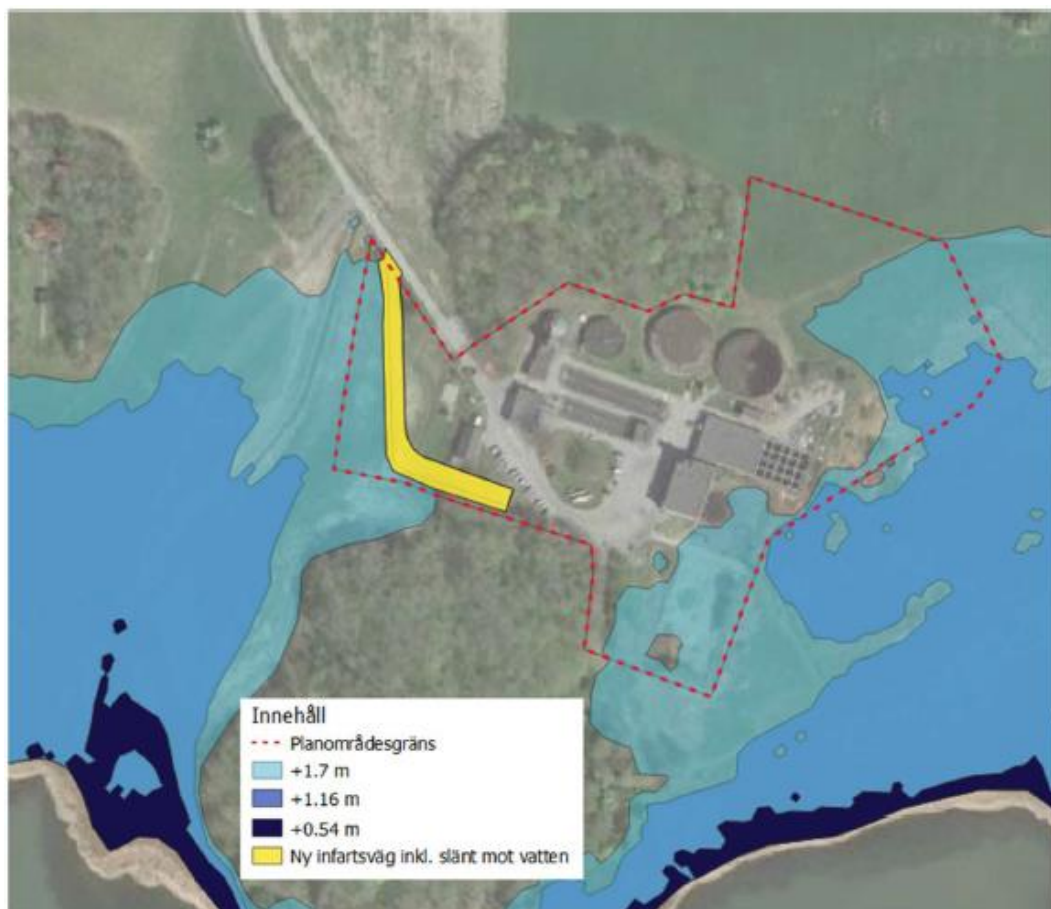 Innehåll
Planområdesgräns
+1.7 m
+1.16 m
+0.54 m
Ny infartsväg inkl. slänt mot vatten